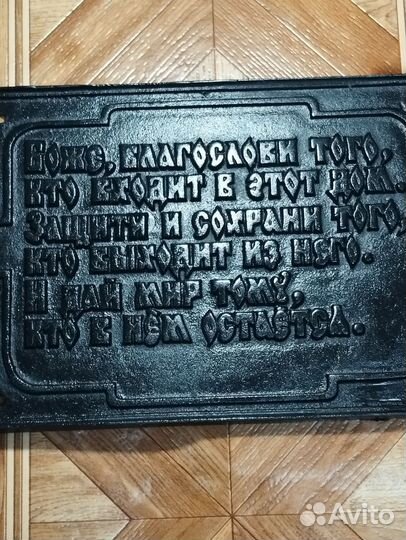 Боже, благослови того,
кто входит в этот дом.
Защити и сохрани того,
кто выходит из него.
И дай мир тому,
кто в нём остаётся.
Avito